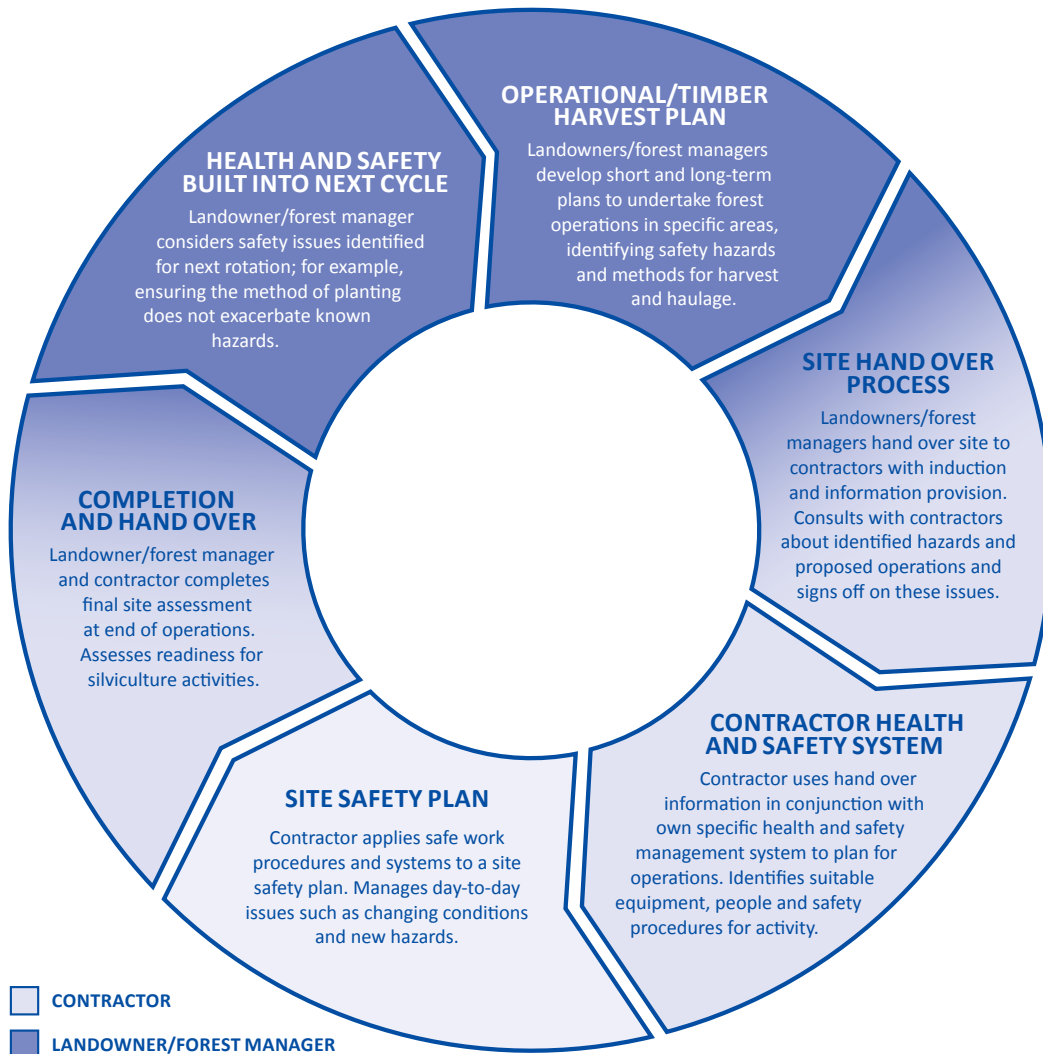 OPERATIONAL/TIMBER
HARVEST PLAN
Landowners/forest managers
develop short and long-term
plans to undertake forest
operations in specific areas,
identifying safety hazards
and methods for harvest
and haulage.
SITE HAND OVER
PROCESS
Landowners/forest
managers hand over site to
contractors with induction
and information provision.
Consults with contractors
about identified hazards and
proposed operations and
signs off on these issues.
CONTRACTOR HEALTH
AND SAFETY SYSTEM
Contractor uses hand over
information in conjunction with
own specific health and safety
management system to plan for
operations. Identifies suitable
equipment, people and safety
procedures for activity.
SITE SAFETY PLAN
Contractor applies safe work
procedures and systems to a site
safety plan. Manages day-to-day
issues such as changing conditions
and new hazards.
COMPLETION
AND HAND OVER
Landowner/forest manager
and contractor completes
final site assessment
at end of operations.
Assesses readiness for
silviculture activities.
HEALTH AND SAFETY
BUILT INTO NEXT CYCLE
Landowner/forest manager
considers safety issues identified
for next rotation; for example,
ensuring the method of planting
does not exacerbate known
hazards.
CONTRACTOR
LANDOWNER/FOREST MANAGER